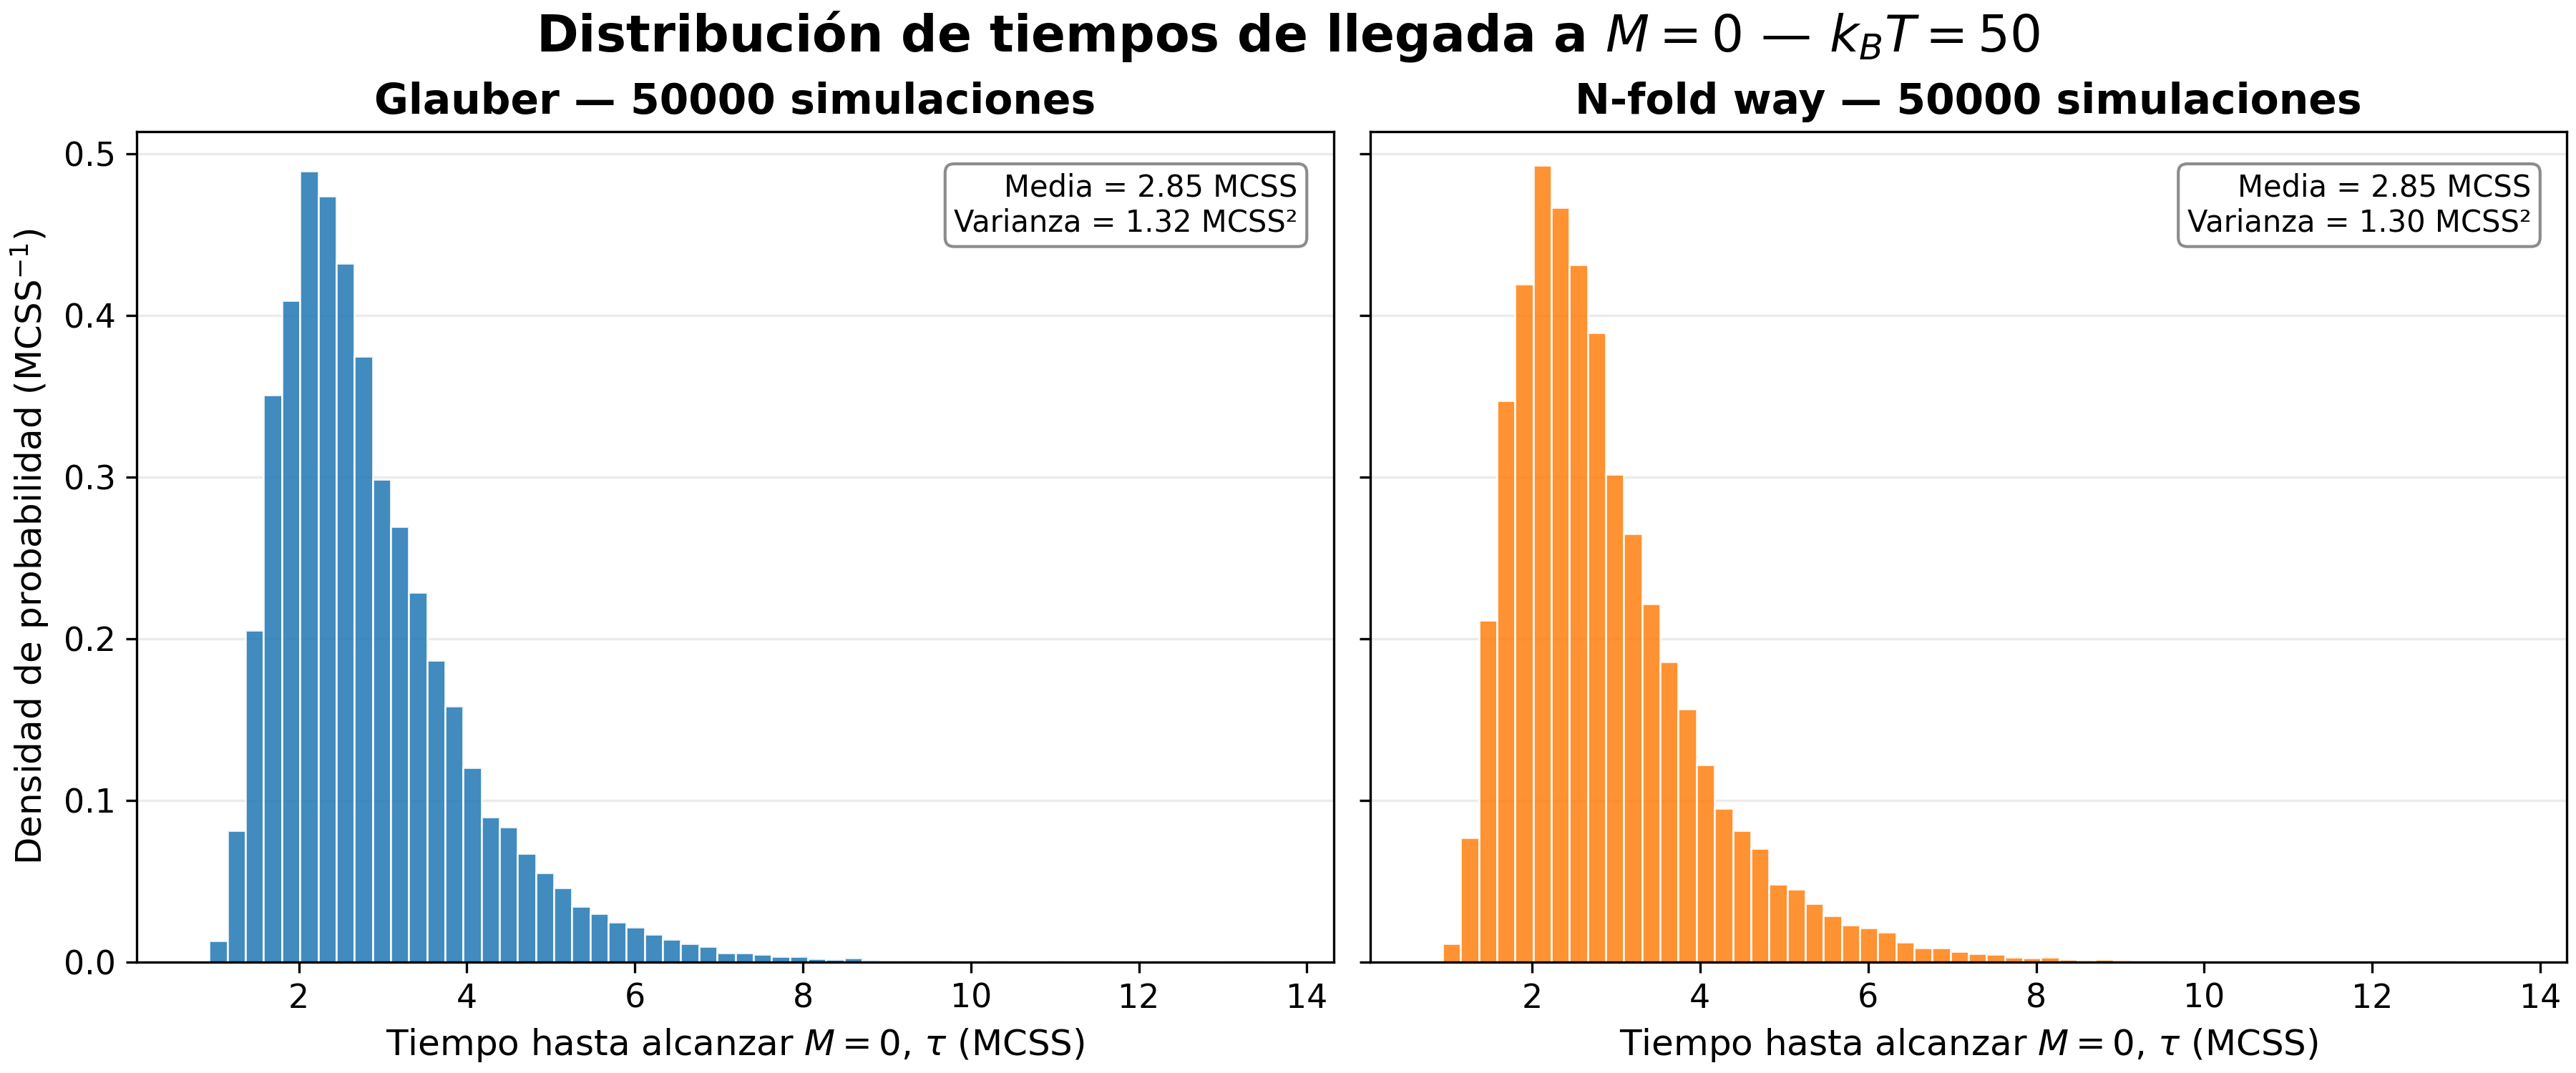 Distribución de tiempos de llegada a M = 0 — k_BT = 50
Glauber — 50000 simulaciones
Media = 2.85 MCSS
Varianza = 1.32 MCSS²
Densidad de probabilidad (MCSS⁻¹)
0.5
0.4
0.3
0.2
0.1
0.0
2 4 6 8 10 12 14
Tiempo hasta alcanzar M = 0, τ (MCSS)
N-fold way — 50000 simulaciones
Media = 2.85 MCSS
Varianza = 1.30 MCSS²
2 4 6 8 10 12 14
Tiempo hasta alcanzar M = 0, τ (MCSS)